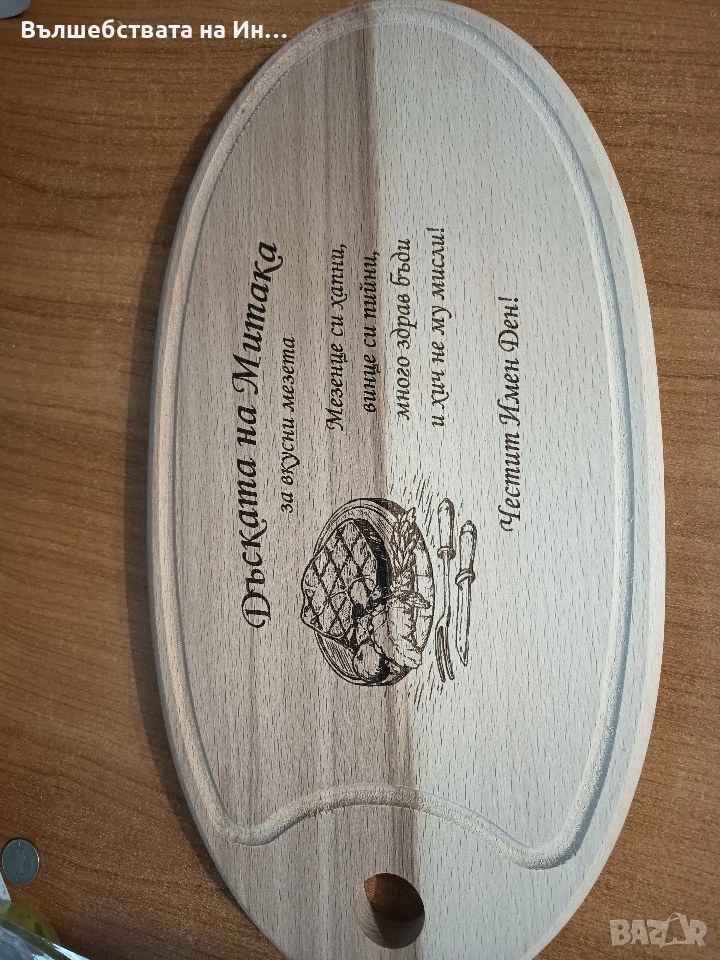 Вълшебствата на Ин...
Дъската на Митака
за вкусни мезета
Мезенце си хапни,
винце си пийни,
много здрав бъди
и хич не му мисли!
Честит Имен Ден!
BAZAR